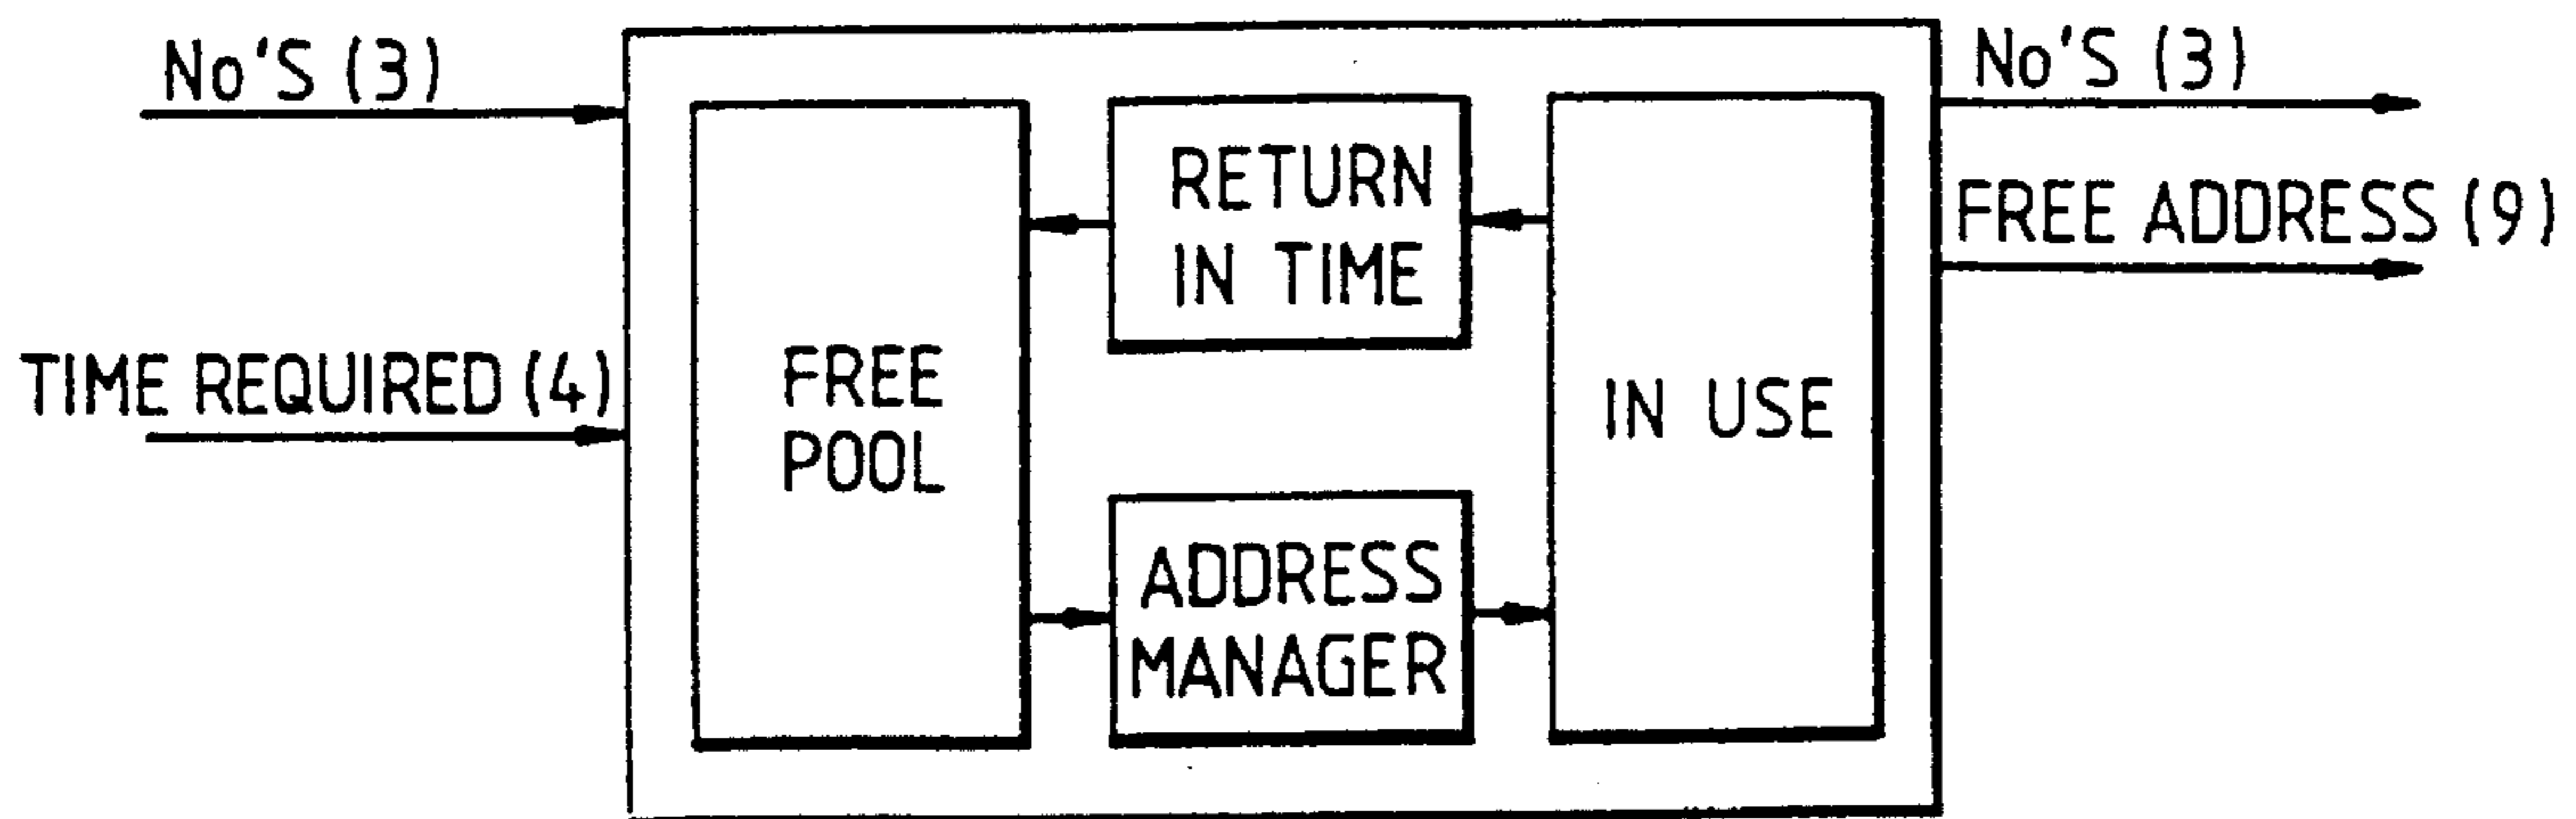 No'S (3)
TIME REQUIRED (4)
FREE
POOL
RETURN
IN TIME
ADDRESS
MANAGER
IN USE
No'S (3)
FREE ADDRESS (9)